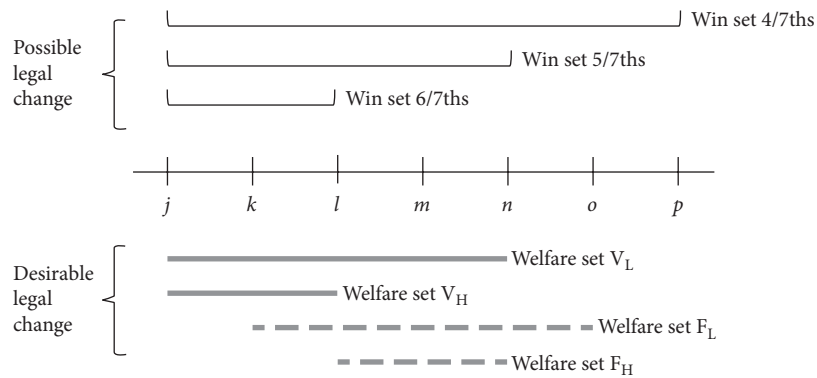 Win set 4/7ths
Possible
legal
change
Win set 5/7ths
Win set 6/7ths
j k l m n o p
Desirable
legal
change
Welfare set V_L
Welfare set V_H
Welfare set F_L
Welfare set F_H